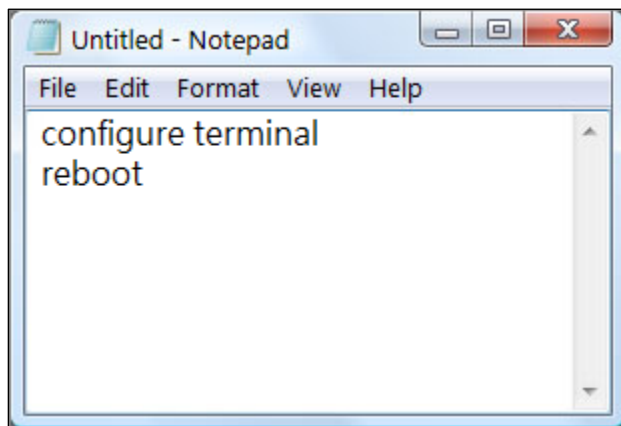 Untitled - Notepad
File Edit Format View Help
configure terminal
reboot